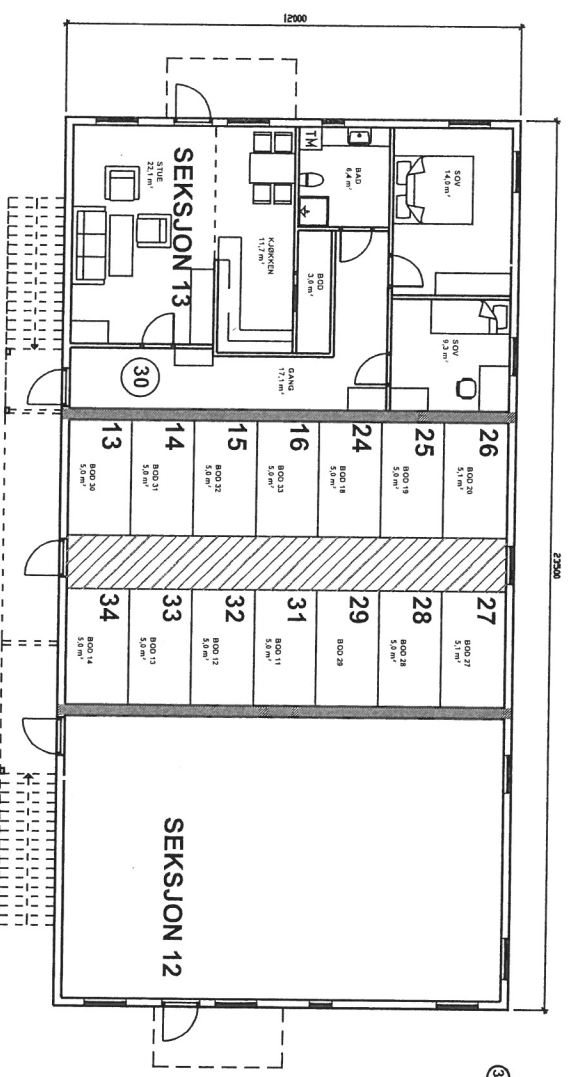 12000
23500
SOV
14,0 m²
SOV
9,3 m²
BAD
6,4 m²
TM
BOD
3,0 m²
KJØKKEN
11,7 m²
SEKSJON 13
STUE
22,1 m²
GANG
17,1 m²
30
26
BOD 20
5,1 m²
25
BOD 19
5,0 m²
24
BOD 18
5,0 m²
16
BOD 33
5,0 m²
15
BOD 32
5,0 m²
14
BOD 31
5,0 m²
13
BOD 30
5,0 m²
27
BOD 27
5,1 m²
28
BOD 28
5,0 m²
29
BOD 29
31
BOD 11
5,0 m²
32
BOD 12
5,0 m²
33
BOD 13
5,0 m²
34
BOD 14
5,0 m²
SEKSJON 12